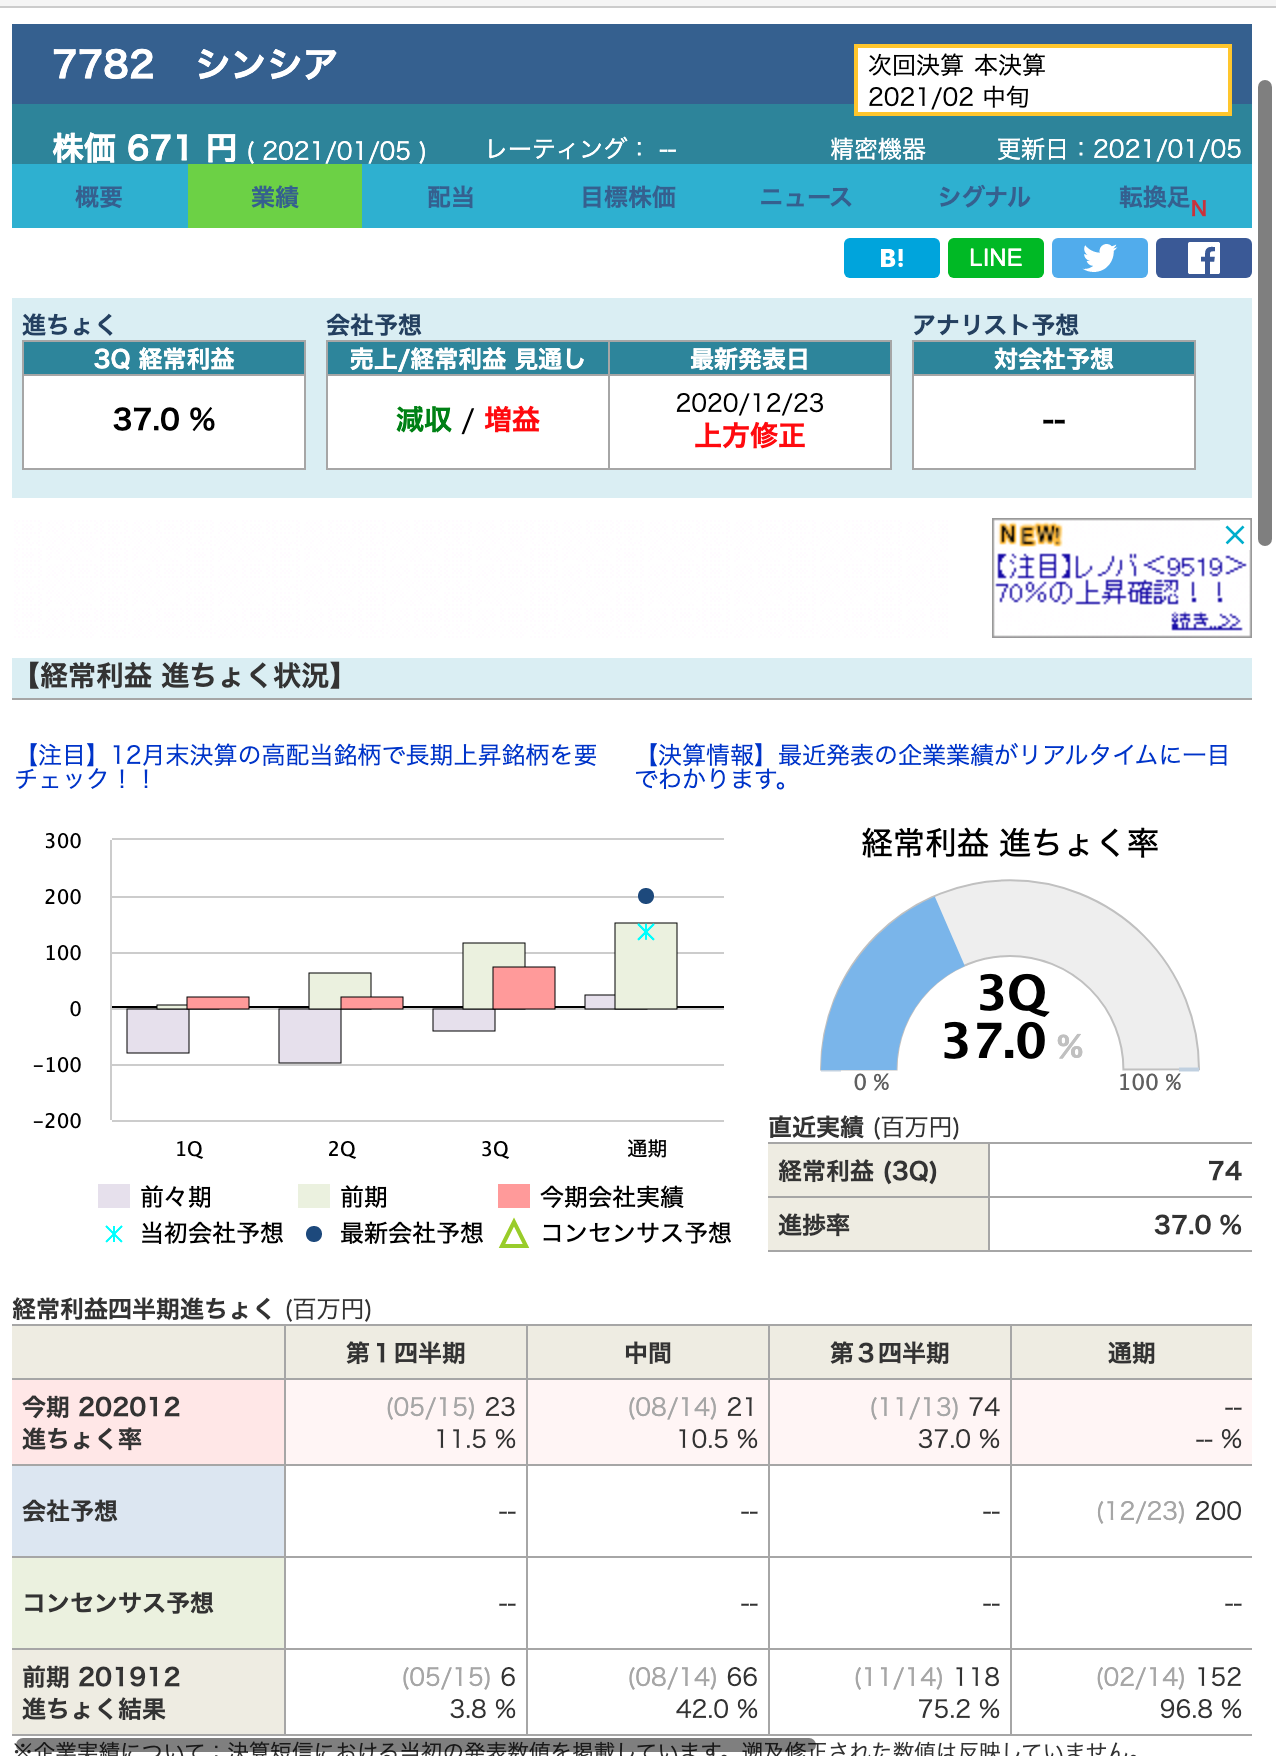 7782 シンシア
次回決算 本決算
2021/02 中旬
株価 671 円 ( 2021/01/05 ) レーティング： -- 精密機器 更新日：2021/01/05
概要 業績 配当 目標株価 ニュース シグナル 転換足N
B! LINE
進ちょく 会社予想 アナリスト予想
3Q 経常利益 売上/経常利益 見通し 最新発表日 対会社予想
37.0 % 減収 / 増益 2020/12/23 --
上方修正
NEW!
【注目】レノバ<9519>
70%の上昇確認！！
続き..>>
【経常利益 進ちょく状況】
【注目】12月末決算の高配当銘柄で長期上昇銘柄を要
チェック！！
【決算情報】最近発表の企業業績がリアルタイムに一目
でわかります。
300
200
100
0
-100
-200
1Q 2Q 3Q 通期
前々期 前期 今期会社実績
当初会社予想 最新会社予想 コンセンサス予想
経常利益 進ちょく率
3Q
37.0 %
0 % 100 %
直近実績 (百万円)
経常利益 (3Q) 74
進捗率 37.0 %
経常利益四半期進ちょく (百万円)
第１四半期 中間 第３四半期 通期
今期 202012 (05/15) 23 (08/14) 21 (11/13) 74 --
進ちょく率 11.5 % 10.5 % 37.0 % -- %
会社予想 -- -- -- (12/23) 200
コンセンサス予想 -- -- -- --
前期 201912 (05/15) 6 (08/14) 66 (11/14) 118 (02/14) 152
進ちょく結果 3.8 % 42.0 % 75.2 % 96.8 %
※企業実績について：決算短信における当初の発表数値を掲載しています。遡及修正された数値は反映していません。